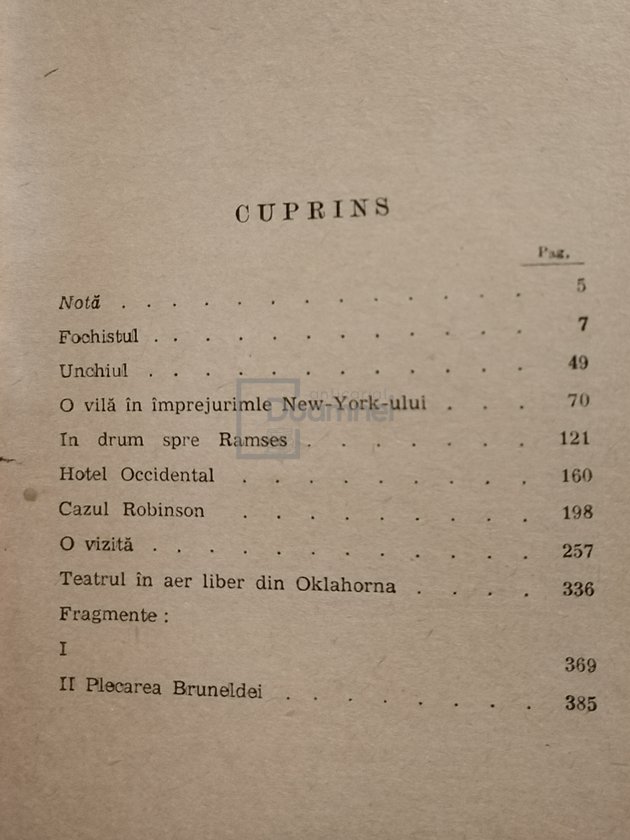 CUPRINS
Pag.
Notă . . . . . . . . . . . . . . 5
Fochistul . . . . . . . . . . . . 7
Unchiul . . . . . . . . . . . . 49
O vilă în împrejurimle New-York-ului . . . 70
In drum spre Ramses . . . . . . . 121
Hotel Occidental . . . . . . . . 160
Cazul Robinson . . . . . . . . . 198
O vizită . . . . . . . . . . . . 257
Teatrul în aer liber din Oklahorna . . . . 336
Fragmente :
I 369
II Plecarea Bruneldei . . . . . . . 385